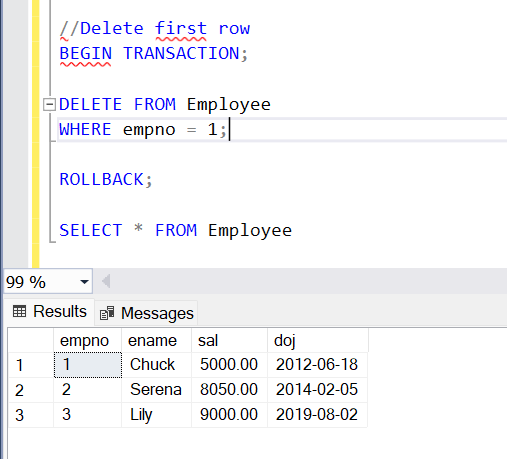 //Delete first row
BEGIN TRANSACTION;
DELETE FROM Employee
WHERE empno = 1;
ROLLBACK;
SELECT * FROM Employee
99 %
Results Messages
empno ename sal doj
1 1 Chuck 5000.00 2012-06-18
2 2 Serena 8050.00 2014-02-05
3 3 Lily 9000.00 2019-08-02